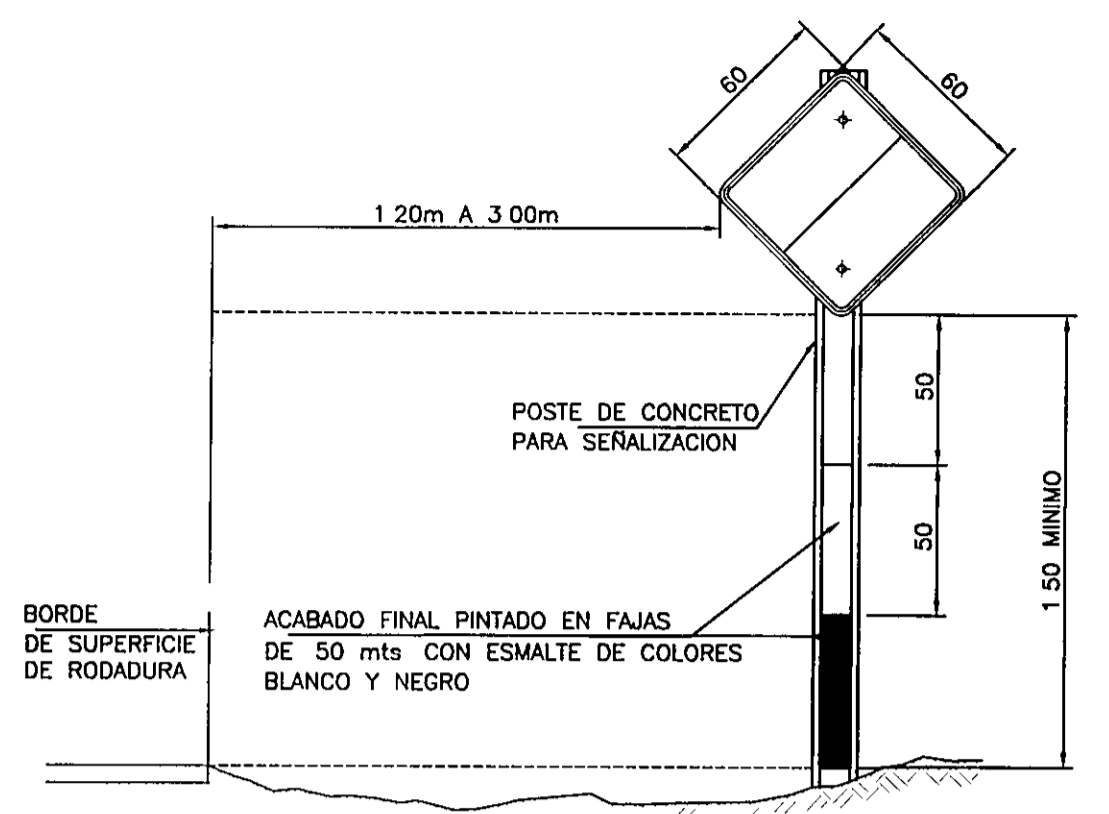 60
60
1 20m A 3 00m
POSTE DE CONCRETO
PARA SEÑALIZACION
50
50
1 50 MINIMO
BORDE
DE SUPERFICIE
DE RODADURA
ACABADO FINAL PINTADO EN FAJAS
DE 50 mts CON ESMALTE DE COLORES
BLANCO Y NEGRO